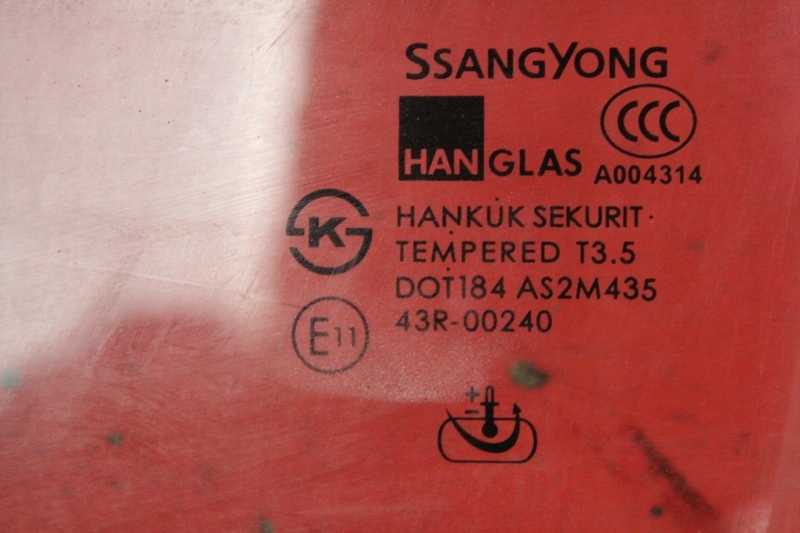 SSANGYONG
CCC
HANGLAS
A004314
K
HANKUK SEKURIT
TEMPERED T3.5
DOT184 AS2M435
E11
43R-00240